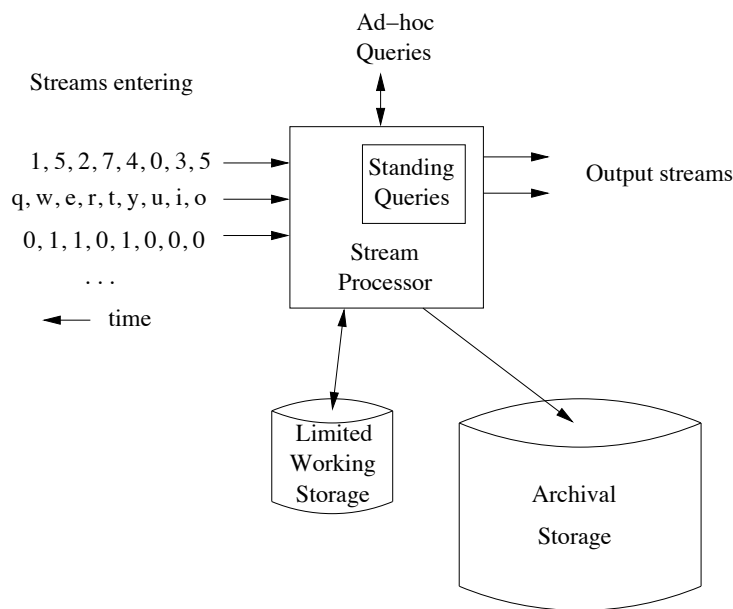 Ad–hoc
Queries
Streams entering
1, 5, 2, 7, 4, 0, 3, 5
q, w, e, r, t, y, u, i, o
0, 1, 1, 0, 1, 0, 0, 0
. . .
time
Standing
Queries
Stream
Processor
Output streams
Limited
Working
Storage
Archival
Storage